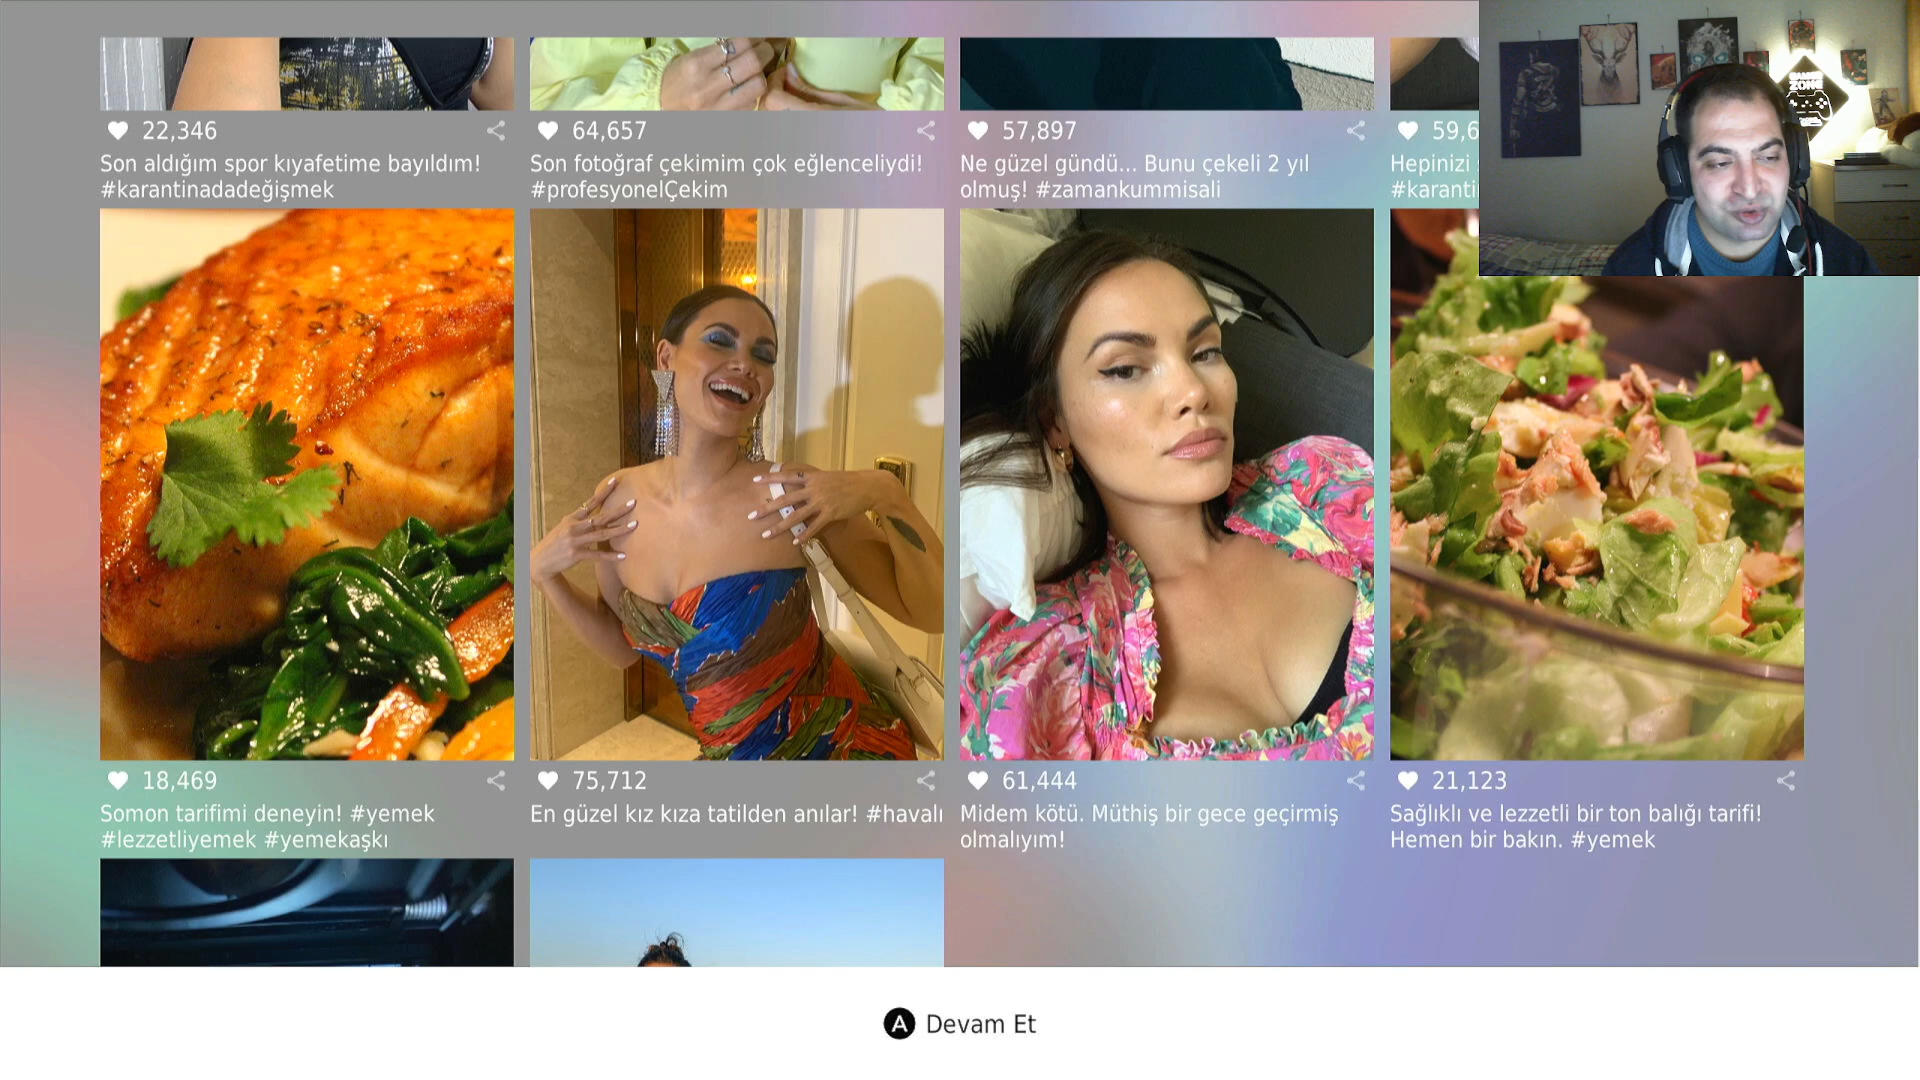 22,346
Son aldığım spor kıyafetime bayıldım!
#karantinadadeğişmek
64,657
Son fotoğraf çekimim çok eğlenceliydi!
#profesyonelÇekim
57,897
Ne güzel gündü... Bunu çekeli 2 yıl
olmuş! #zamankummisali
59,6
Hepinizi
#karanti
GAME
ZONE
18,469
Somon tarifimi deneyin! #yemek
#lezzetliyemek #yemekaşkı
75,712
En güzel kız kıza tatilden anılar! #havalı
61,444
Midem kötü. Müthiş bir gece geçirmiş
olmalıyım!
21,123
Sağlıklı ve lezzetli bir ton balığı tarifi!
Hemen bir bakın. #yemek
A Devam Et